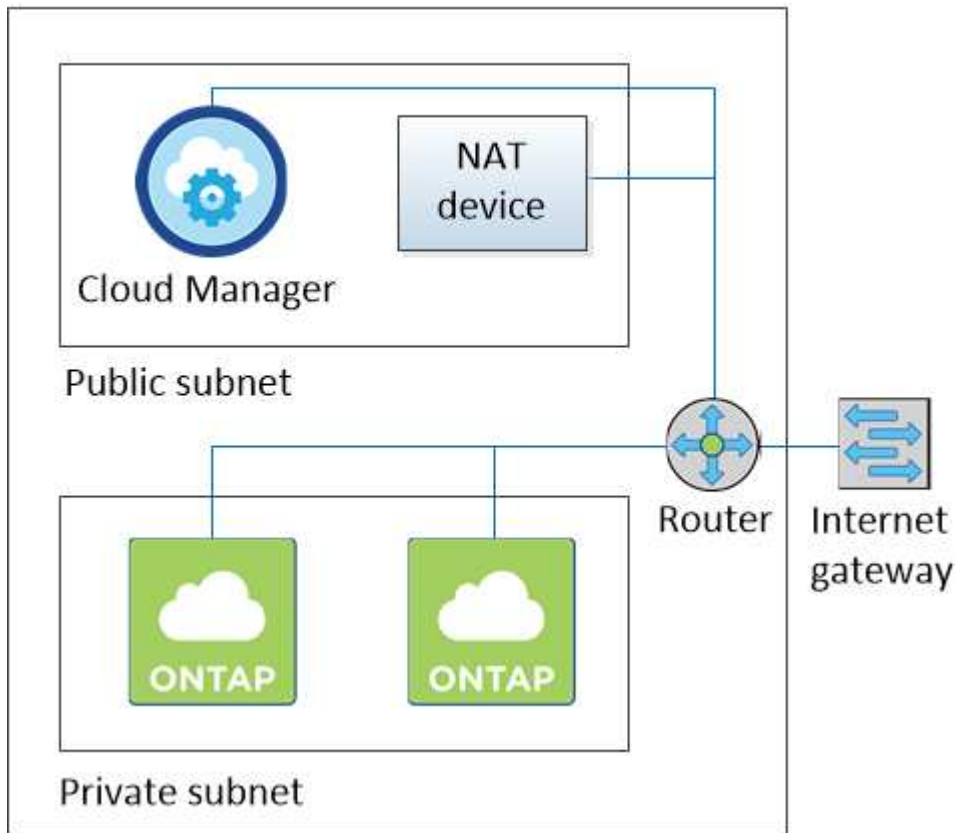 NAT
device
Cloud Manager
Public subnet
Router
Internet
gateway
ONTAP
ONTAP
Private subnet